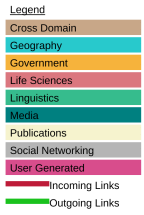 Legend
Cross Domain
Geography
Government
Life Sciences
Linguistics
Media
Publications
Social Networking
User Generated
Incoming Links
Outgoing Links